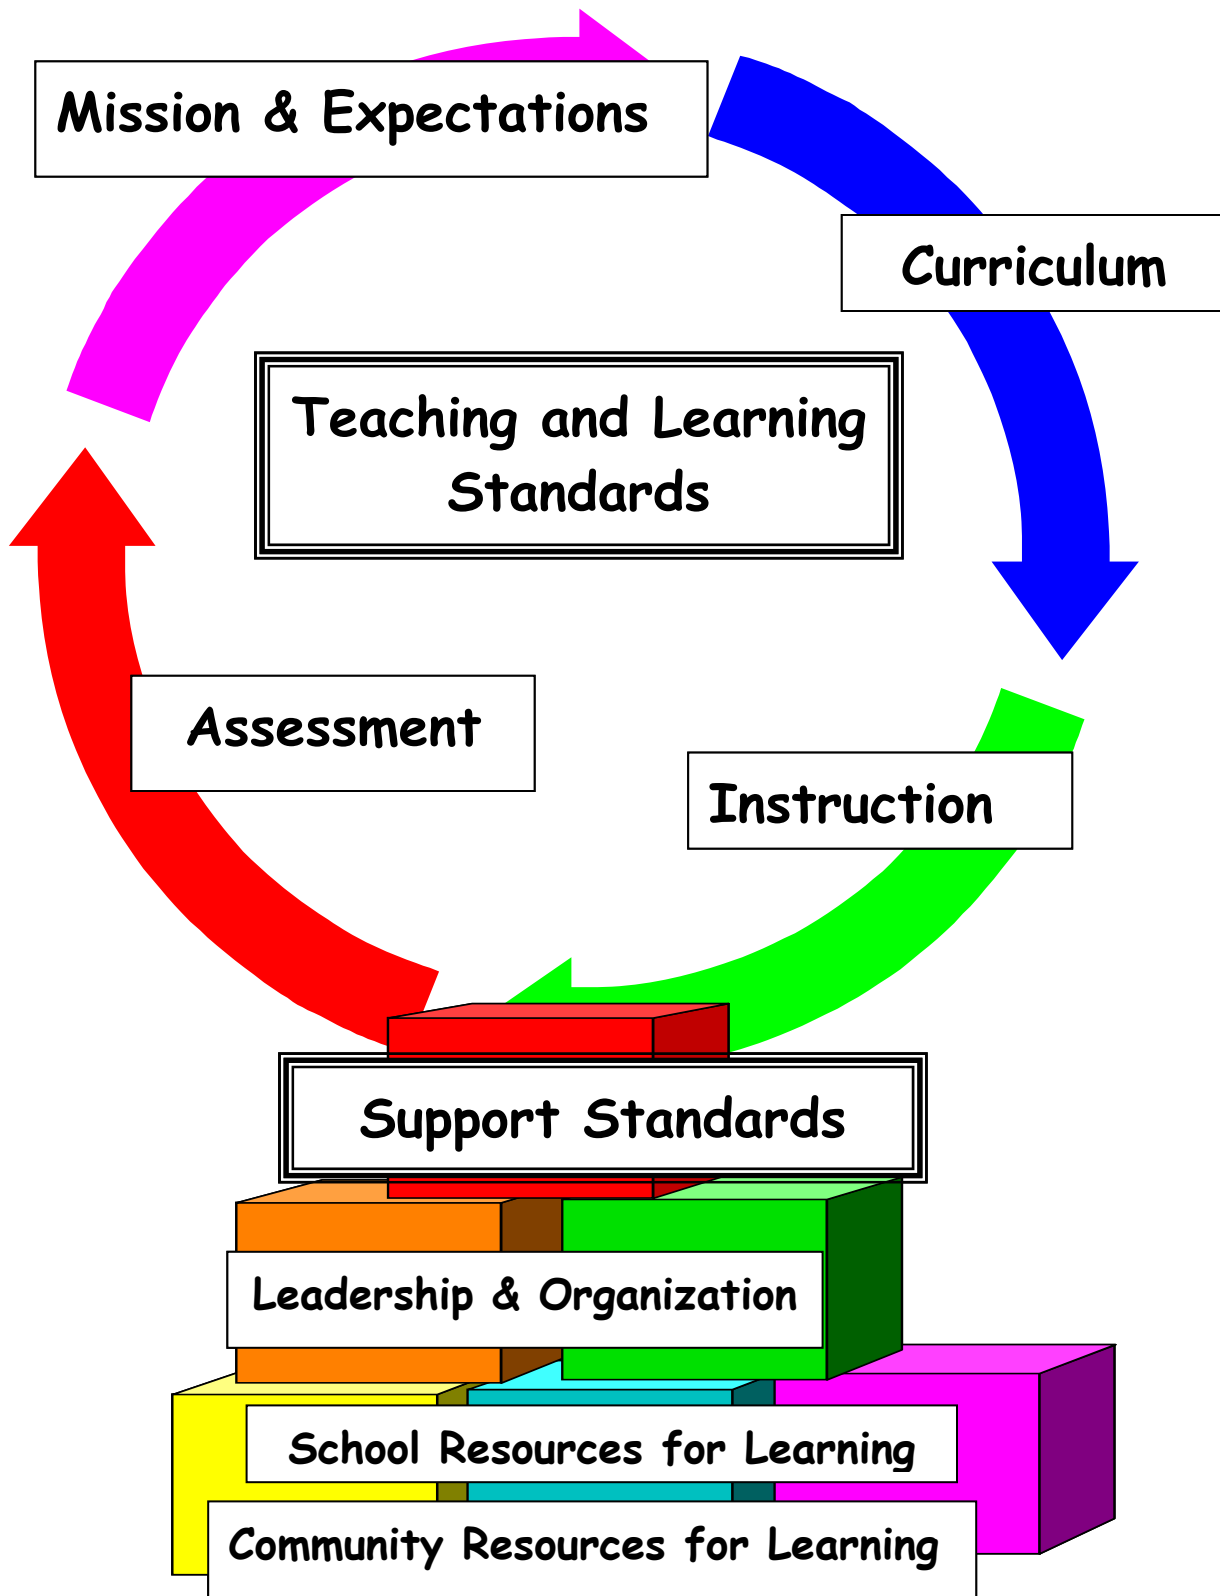 Mission & Expectations
Curriculum
Teaching and Learning
Standards
Assessment
Instruction
Support Standards
Leadership & Organization
School Resources for Learning
Community Resources for Learning